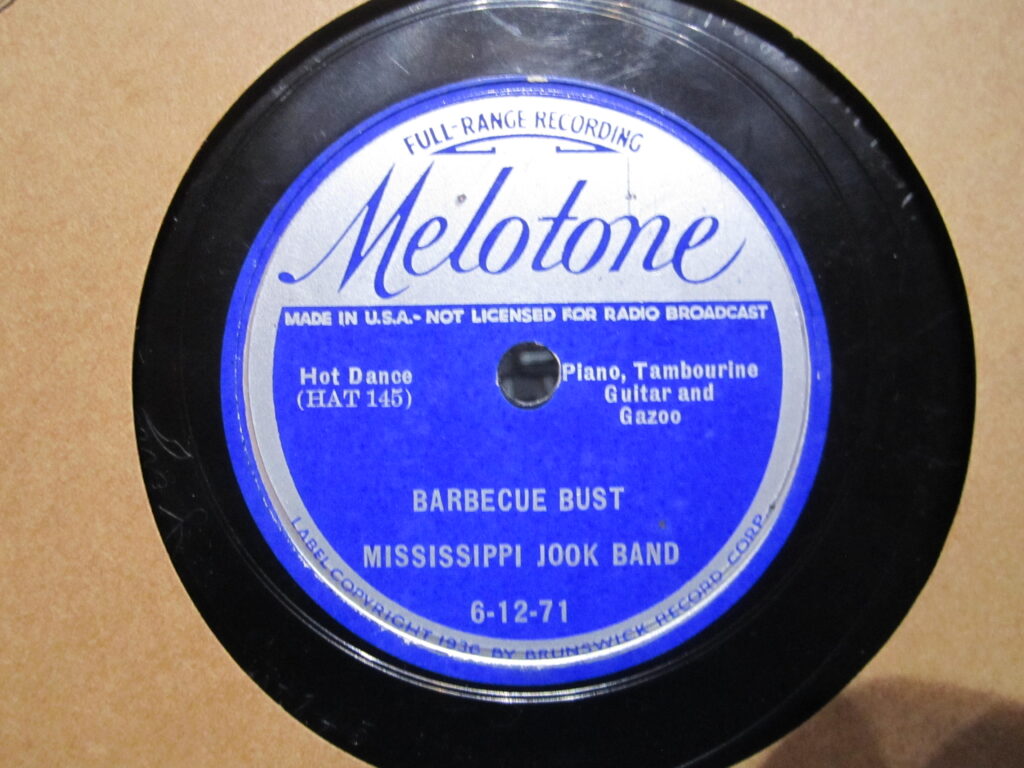 FULL-RANGE RECORDING
Melotone
MADE IN U.S.A.- NOT LICENSED FOR RADIO BROADCAST
Hot Dance
(HAT 145)
Piano, Tambourine
Guitar and
Gazoo
BARBECUE BUST
MISSISSIPPI JOOK BAND
6-12-71
LABEL COPYRIGHT 1936 BY BRUNSWICK RECORD CORP.